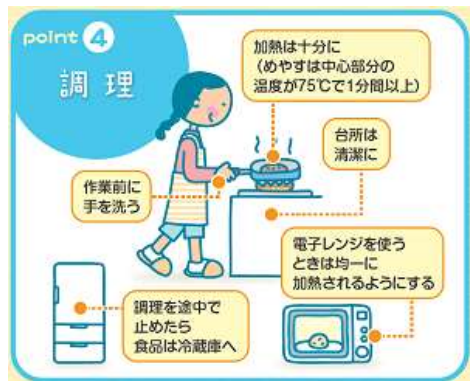 point 4
調理
加熱は十分に
（めやすは中心部分の
温度が75℃で1分間以上）
台所は
清潔に
作業前に
手を洗う
電子レンジを使う
ときは均一に
加熱されるようにする
調理を途中で
止めたら
食品は冷蔵庫へ